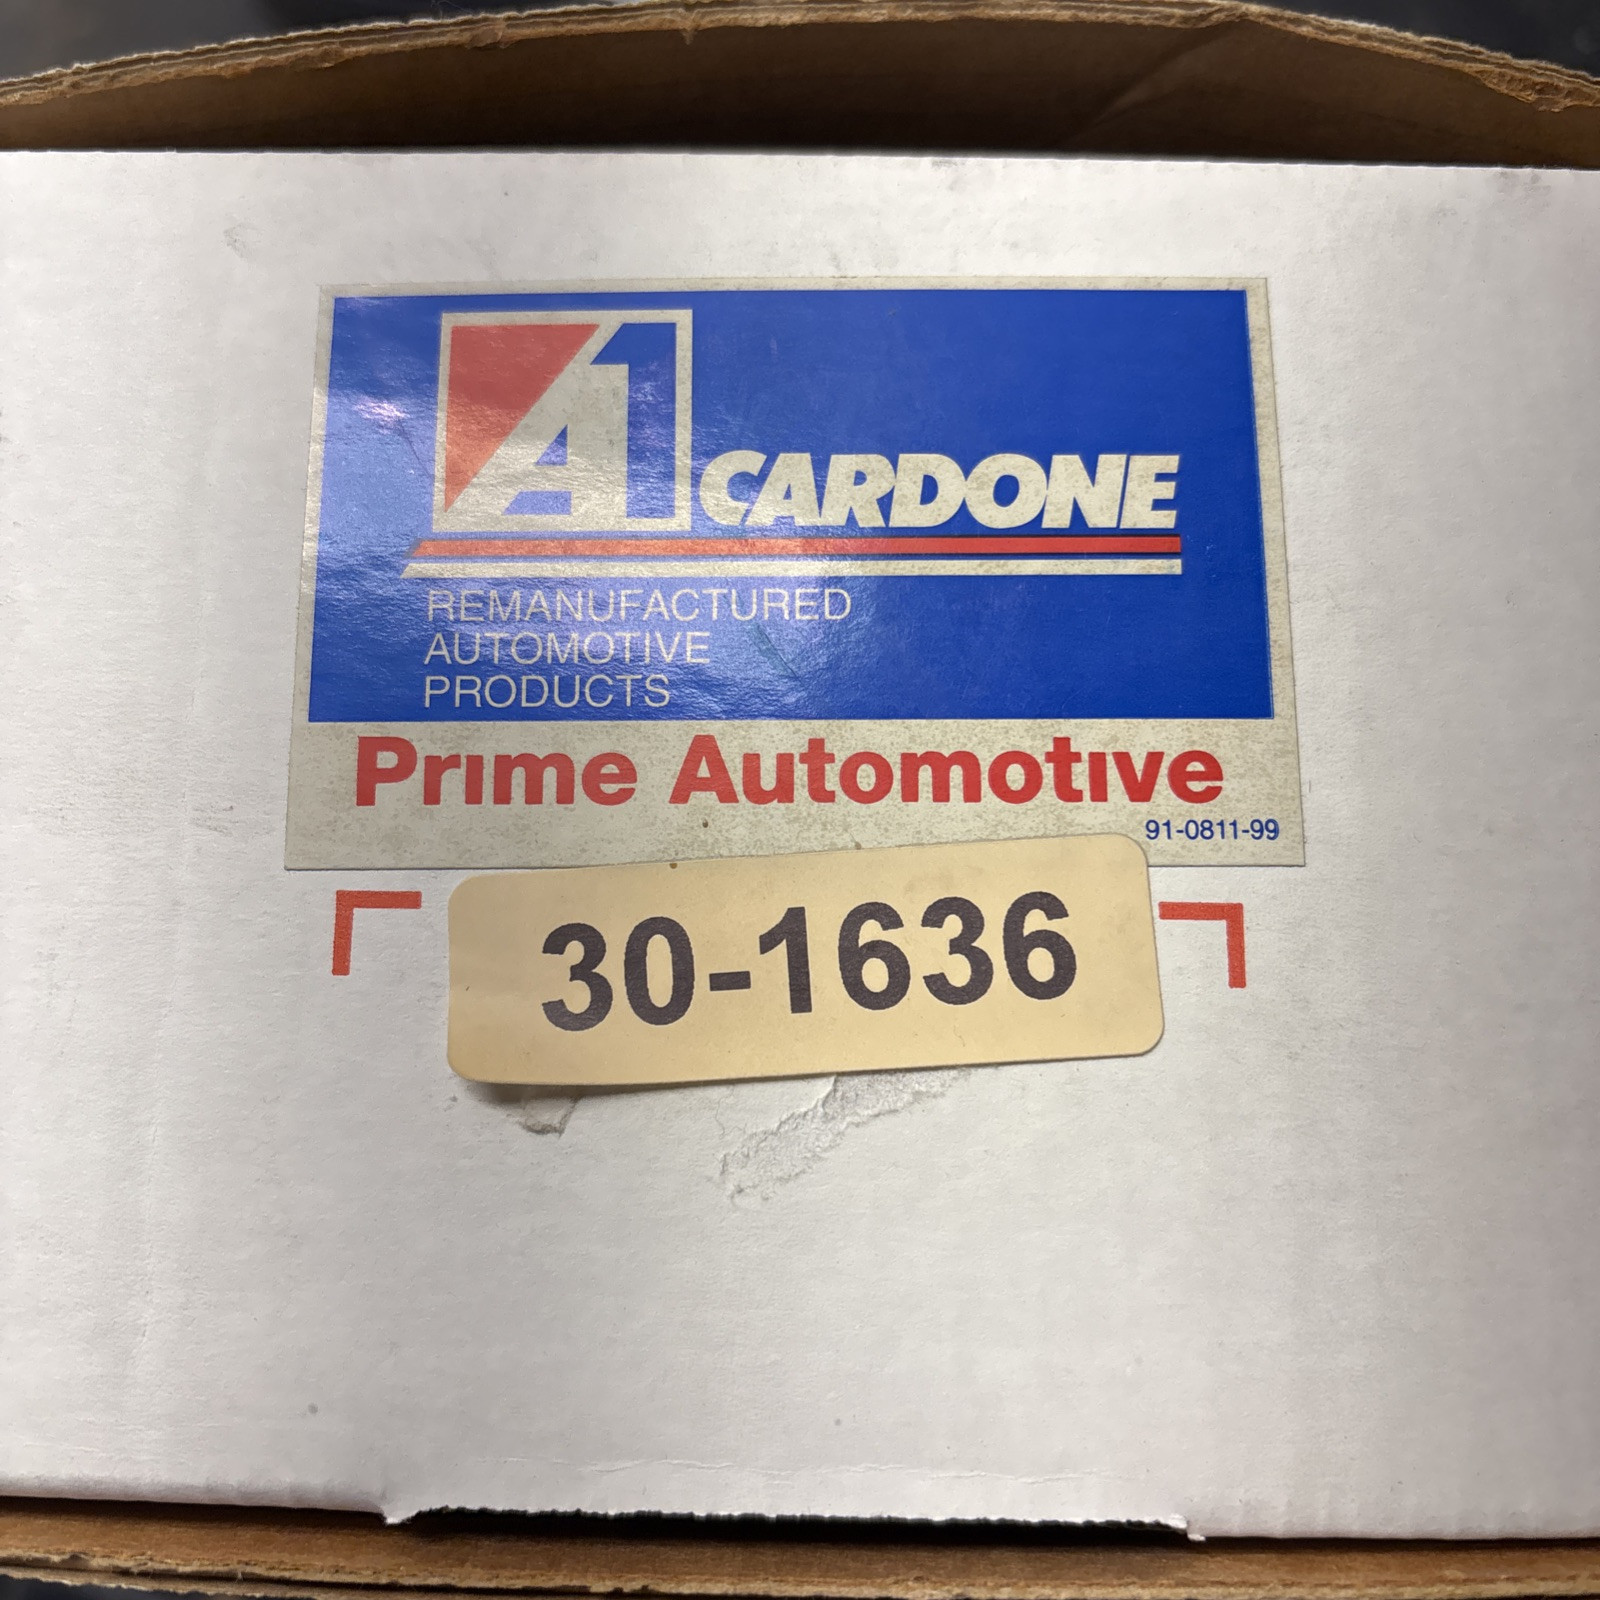 A1 CARDONE
REMANUFACTURED
AUTOMOTIVE
PRODUCTS
Prime Automotive
91-0811-99
30-1636